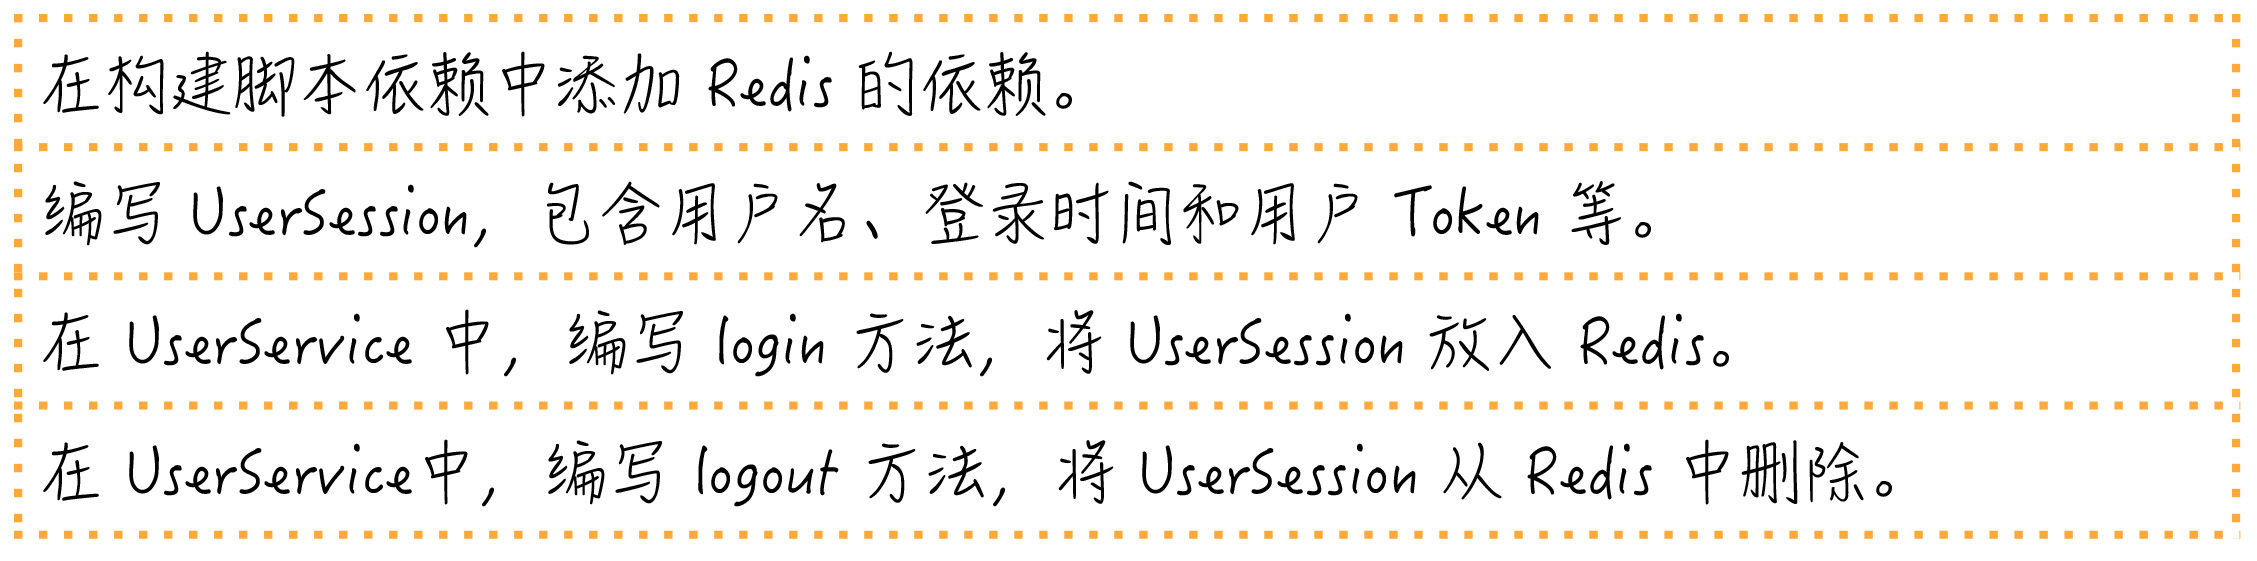 在构建脚本依赖中添加 Redis 的依赖。
编写 UserSession，包含用户名、登录时间和用户 Token 等。
在 UserService 中，编写 login 方法，将 UserSession 放入 Redis。
在 UserService中，编写 logout 方法，将 UserSession 从 Redis 中删除。